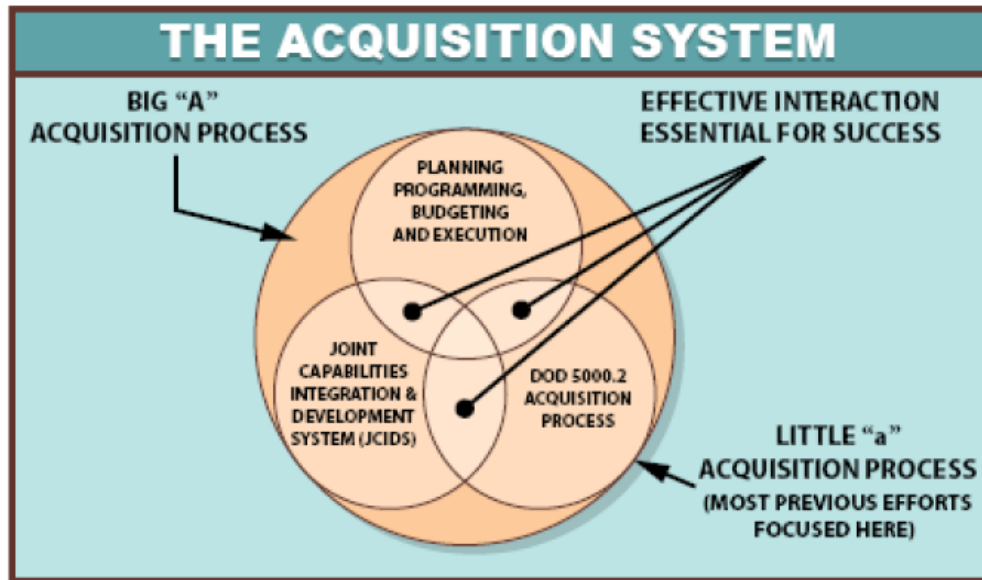 THE ACQUISITION SYSTEM
BIG “A”
ACQUISITION PROCESS
EFFECTIVE INTERACTION
ESSENTIAL FOR SUCCESS
PLANNING
PROGRAMMING,
BUDGETING
AND EXECUTION
JOINT
CAPABILITIES
INTEGRATION &
DEVELOPMENT
SYSTEM (JCIDS)
DOD 5000.2
ACQUISITION
PROCESS
LITTLE “a”
ACQUISITION PROCESS
(MOST PREVIOUS EFFORTS
FOCUSED HERE)